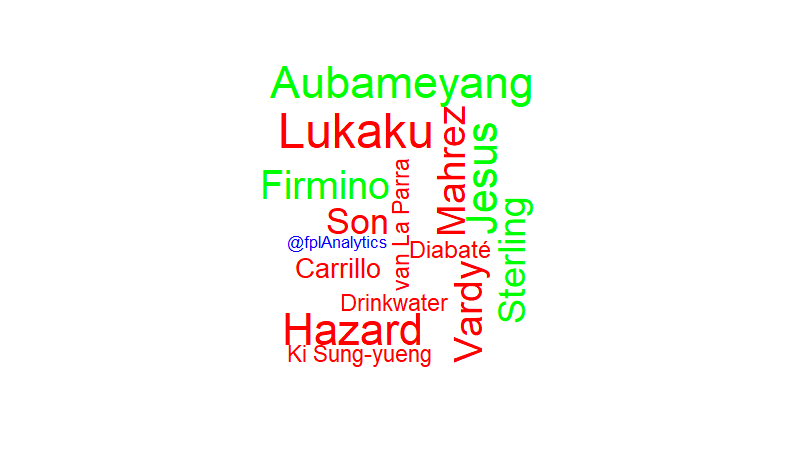 Aubameyang
Lukaku
Mahrez
Jesus
Firmino
van La Parra
Son
Sterling
@fplAnalytics
Diabaté
Carrillo
Vardy
Drinkwater
Hazard
Ki Sung-yueng